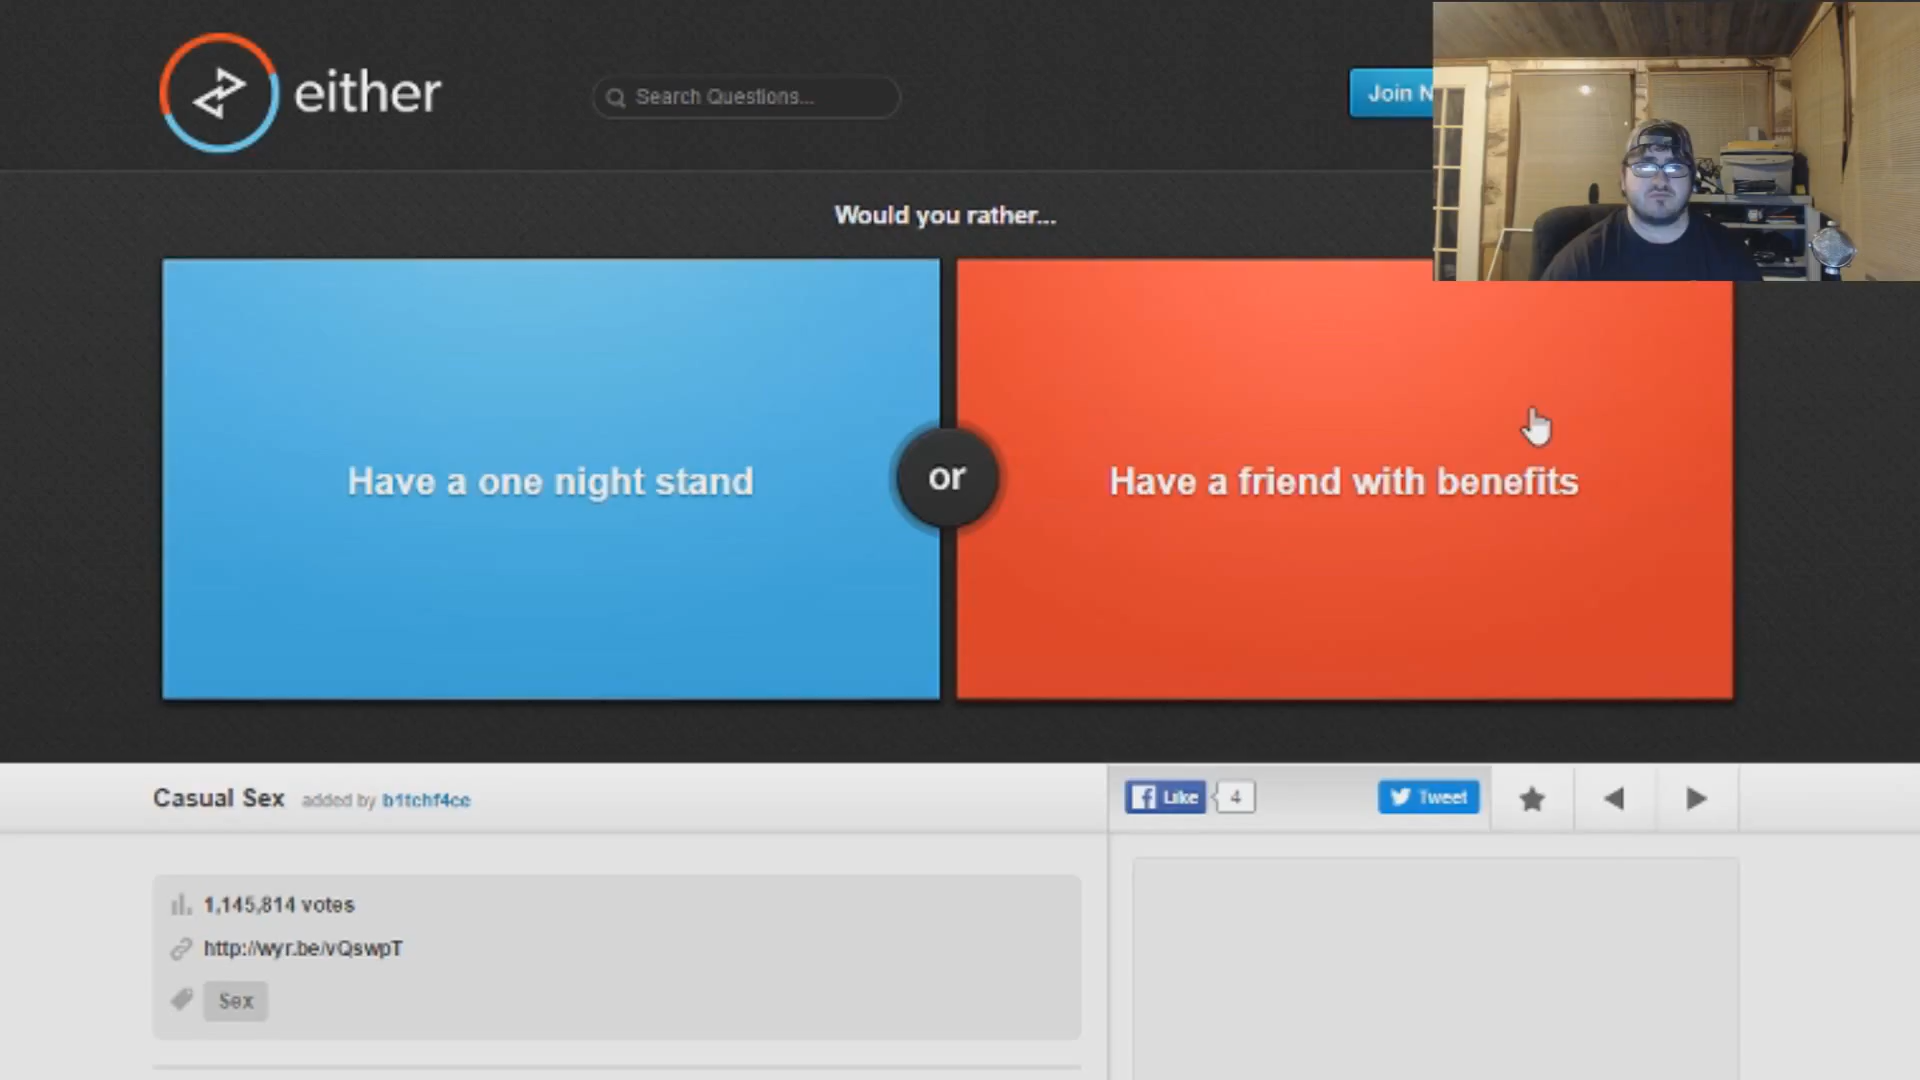 either
Search Questions...
Join N
Would you rather...
Have a one night stand
or
Have a friend with benefits
Casual Sex added by b1tchf4ce
Like 4 Tweet
1,145,814 votes
http://wyr.be/vQswpT
Sex